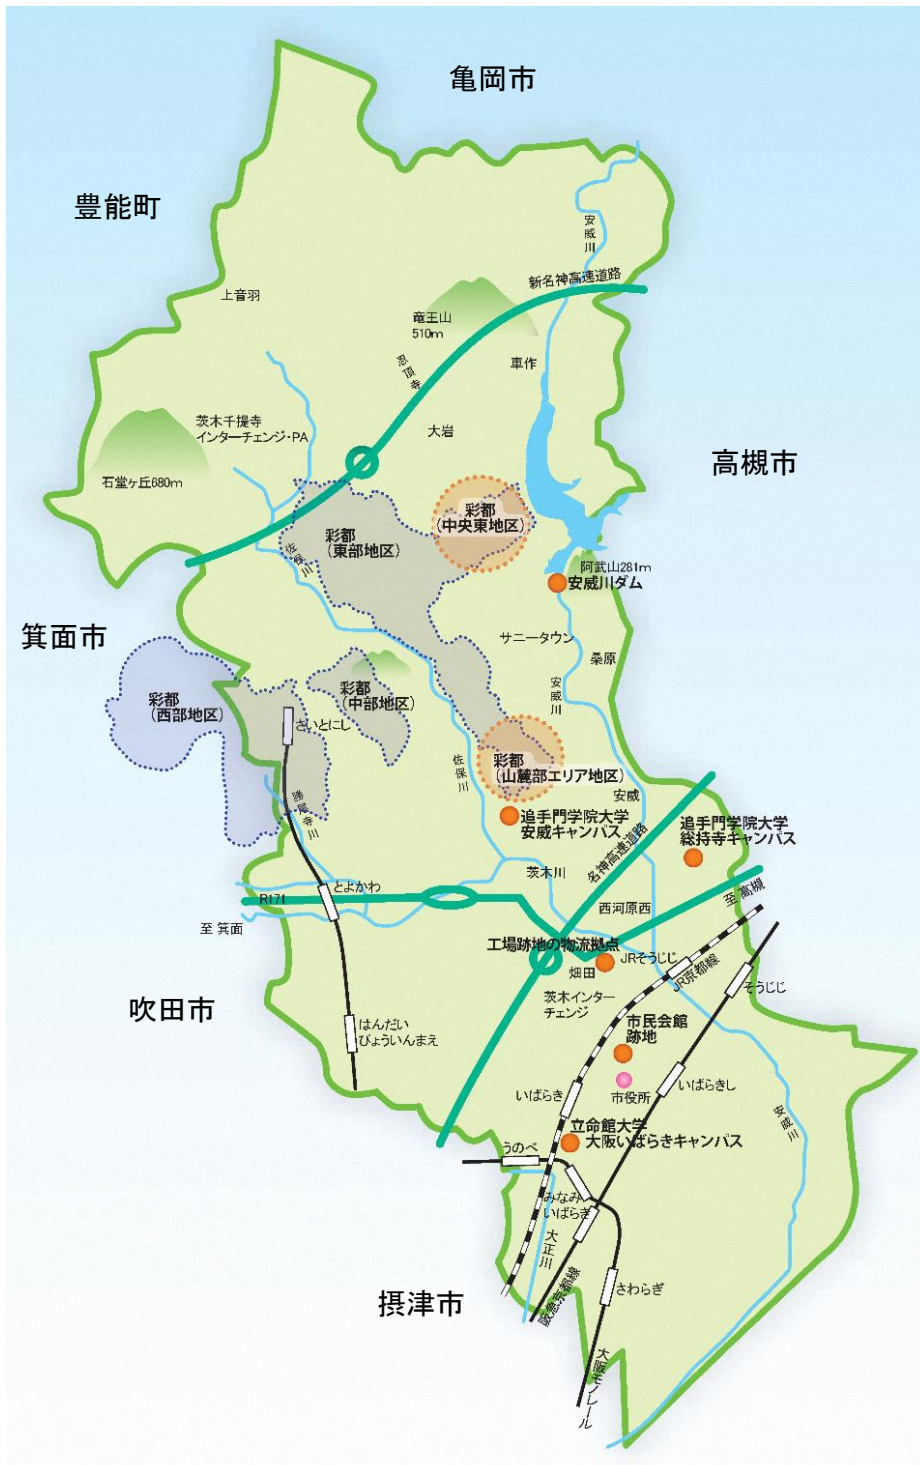 亀岡市
豊能町
安威川
新名神高速道路
上音羽
竜王山
510m
忍頂寺
車作
茨木千提寺
インターチェンジ・PA
大岩
高槻市
石堂ヶ丘680m
彩都
(中央東地区)
彩都
(東部地区)
佐保川
阿武山281m
安威川ダム
箕面市
サニータウン
桑原
彩都
(西部地区)
彩都
(中部地区)
安威川
さいとにし
佐保川
彩都
(山麓部エリア地区)
安威
勝尾寺川
追手門学院大学
安威キャンパス
名神高速道路
追手門学院大学
総持寺キャンパス
茨木川
とよかわ
R171
至 高槻
西河原西
至 箕面
工場跡地の物流拠点
JRそうじじ
畑田
JR京都線
そうじじ
茨木インター
チェンジ
吹田市
はんだい
びょういんまえ
市民会館
跡地
いばらき
市役所
いばらきし
安威川
立命館大学
大阪いばらきキャンパス
うのべ
みなみ
いばらき
大正川
さわらぎ
摂津市
阪急京都線
大阪モノレール